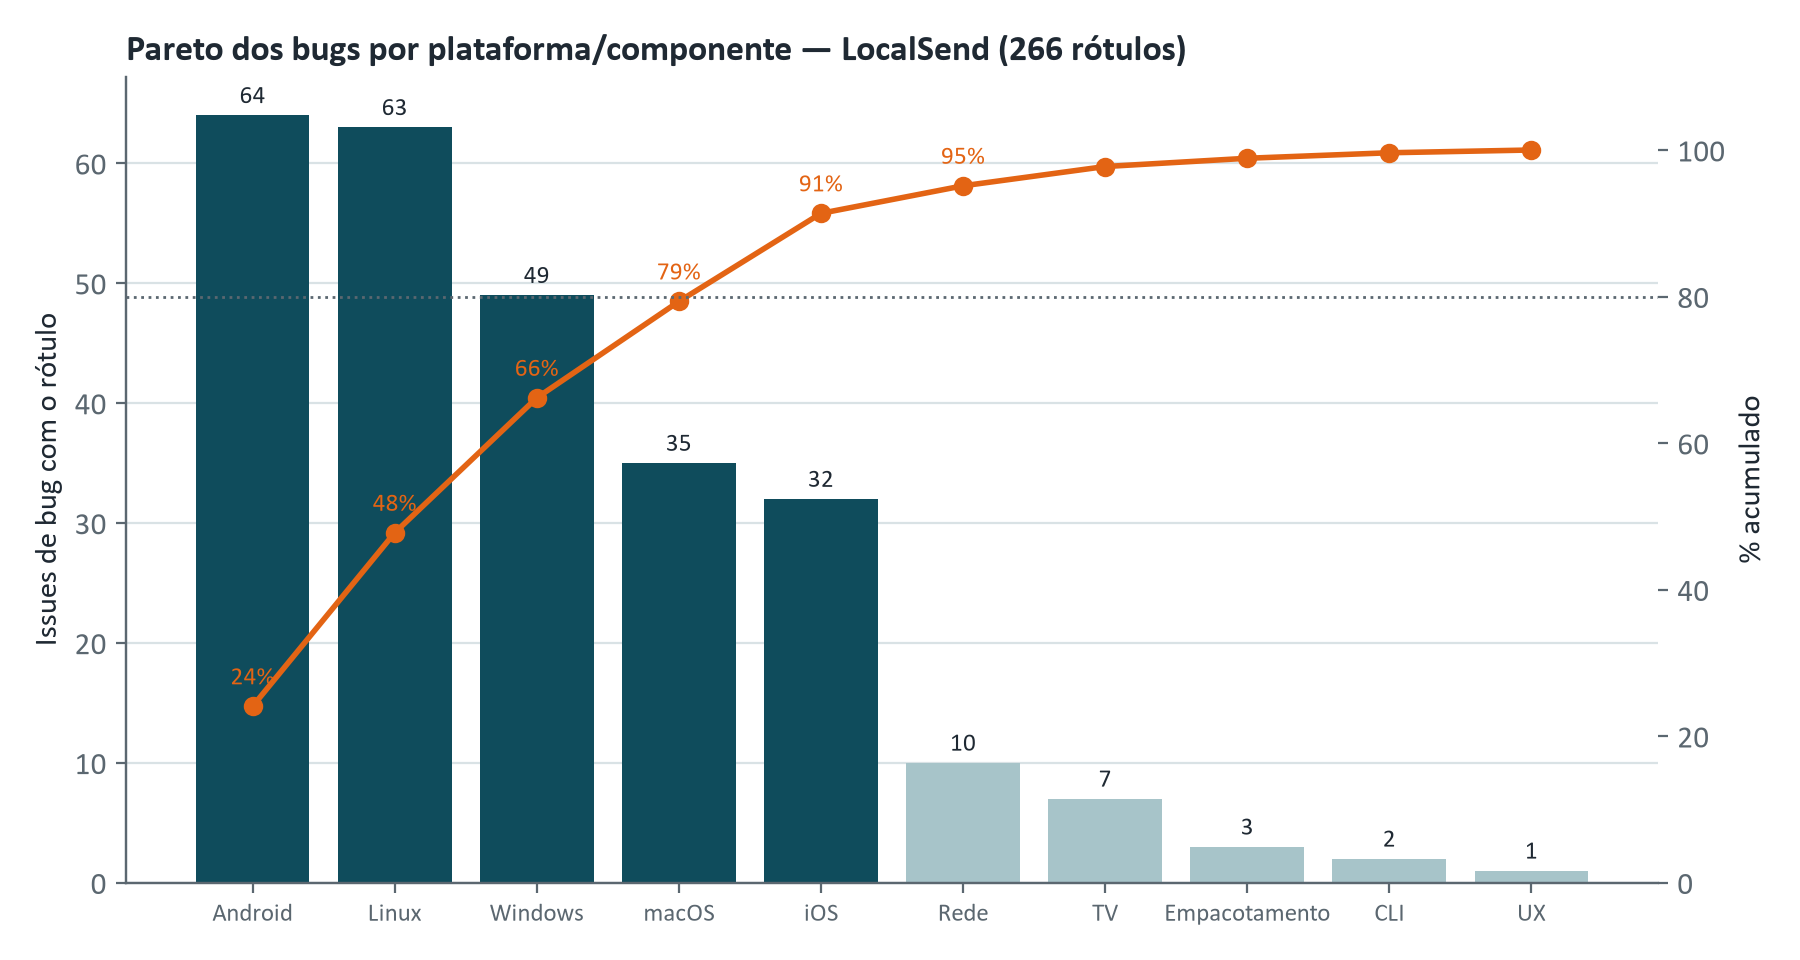 Pareto dos bugs por plataforma/componente — LocalSend (266 rótulos)
Issues de bug com o rótulo
% acumulado
60
50
40
30
20
10
0
100
80
60
40
20
0
64
63
49
35
32
10
7
3
2
1
24%
48%
66%
79%
91%
95%
Android
Linux
Windows
macOS
iOS
Rede
TV
Empacotamento
CLI
UX